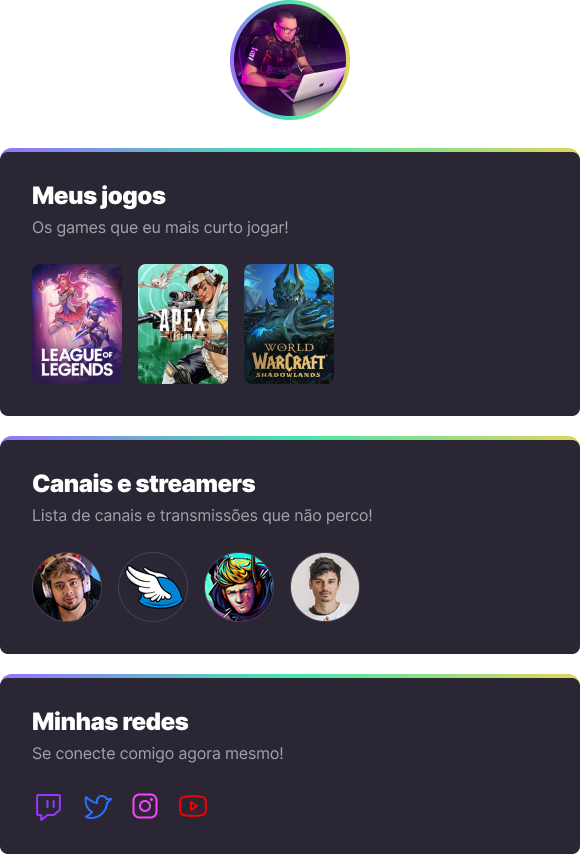 Meus jogos
Os games que eu mais curto jogar!
LEAGUE OF
LEGENDS
APEX
LEGENDS
WORLD
WARCRAFT
SHADOWLANDS
Canais e streamers
Lista de canais e transmissões que não perco!
Minhas redes
Se conecte comigo agora mesmo!